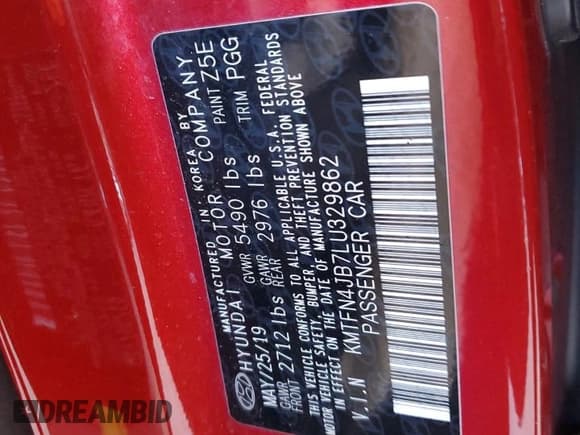 MANUFACTURED IN KOREA BY
HYUNDAI MOTOR COMPANY
MAY/25/19 GVWR 5490 lbs PAINT Z5E
GAWR FRONT 2712 lbs GAWR REAR 2976 lbs TRIM PGG
THIS VEHICLE CONFORMS TO ALL APPLICABLE U.S.A. FEDERAL
MOTOR VEHICLE SAFETY, BUMPER, AND THEFT PREVENTION STANDARDS
IN EFFECT ON THE DATE OF MANUFACTURE SHOWN ABOVE
V.I.N KMTFN4JB7LU329862
PASSENGER CAR
DREAMBID